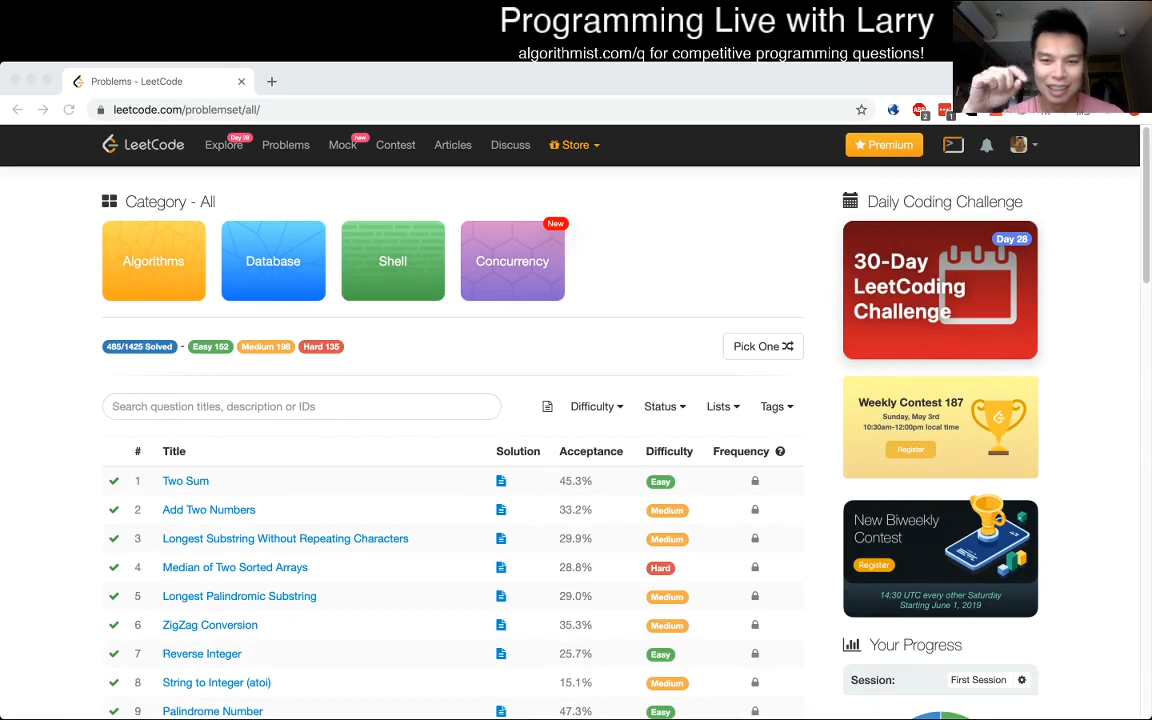 Programming Live with Larry
algorithmist.com/q for competitive programming questions!
Problems - LeetCode
leetcode.com/problemset/all/
2
1
LeetCode
Explore
Day 28
Problems
Mock
new
Contest
Articles
Discuss
Store
Premium
Category - All
Algorithms
Database
Shell
Concurrency
New
485/1425 Solved - Easy 152 Medium 198 Hard 135
Pick One
Search question titles, description or IDs
Difficulty
Status
Lists
Tags
# Title Solution Acceptance Difficulty Frequency
1 Two Sum 45.3% Easy
2 Add Two Numbers 33.2% Medium
3 Longest Substring Without Repeating Characters 29.9% Medium
4 Median of Two Sorted Arrays 28.8% Hard
5 Longest Palindromic Substring 29.0% Medium
6 ZigZag Conversion 35.3% Medium
7 Reverse Integer 25.7% Easy
8 String to Integer (atoi) 15.1% Medium
9 Palindrome Number 47.3% Easy
Daily Coding Challenge
Day 28
30-Day
LeetCoding
Challenge
Weekly Contest 187
Sunday, May 3rd
10:30am-12:00pm local time
Register
New Biweekly
Contest
Register
14:30 UTC every other Saturday
Starting June 1, 2019
Your Progress
Session:
First Session